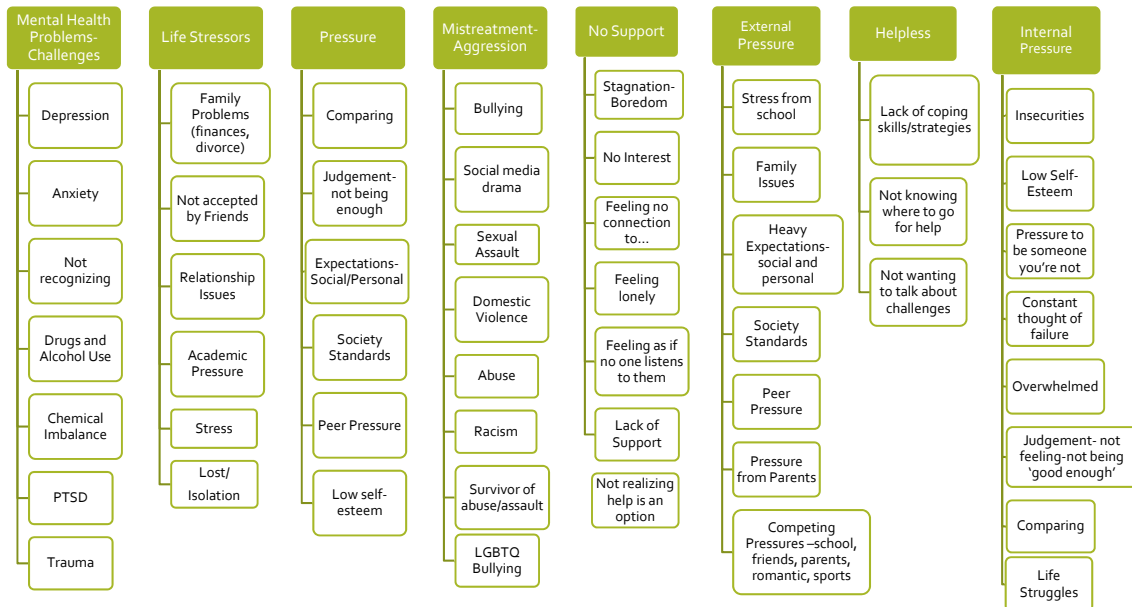 Mental Health
Problems-
Challenges
Depression
Anxiety
Not
recognizing
Drugs and
Alcohol Use
Chemical
Imbalance
PTSD
Trauma
Life Stressors
Family
Problems
(finances,
divorce)
Not accepted
by Friends
Relationship
Issues
Academic
Pressure
Stress
Lost/
Isolation
Pressure
Comparing
Judgement-
not being
enough
Expectations-
Social/Personal
Society
Standards
Peer Pressure
Low self-
esteem
Mistreatment-
Aggression
Bullying
Social media
drama
Sexual
Assault
Domestic
Violence
Abuse
Racism
Survivor of
abuse/assault
LGBTQ
Bullying
No Support
Stagnation-
Boredom
No Interest
Feeling no
connection
to...
Feeling
lonely
Feeling as if
no one listens
to them
Lack of
Support
Not realizing
help is an
option
External
Pressure
Stress from
school
Family
Issues
Heavy
Expectations-
social and
personal
Society
Standards
Peer
Pressure
Pressure
from Parents
Competing
Pressures –school,
friends, parents,
romantic, sports
Helpless
Lack of coping
skills/strategies
Not knowing
where to go
for help
Not wanting
to talk about
challenges
Internal
Pressure
Insecurities
Low Self-
Esteem
Pressure to
be someone
you're not
Constant
thought of
failure
Overwhelmed
Judgement- not
feeling-not being
'good enough'
Comparing
Life
Struggles